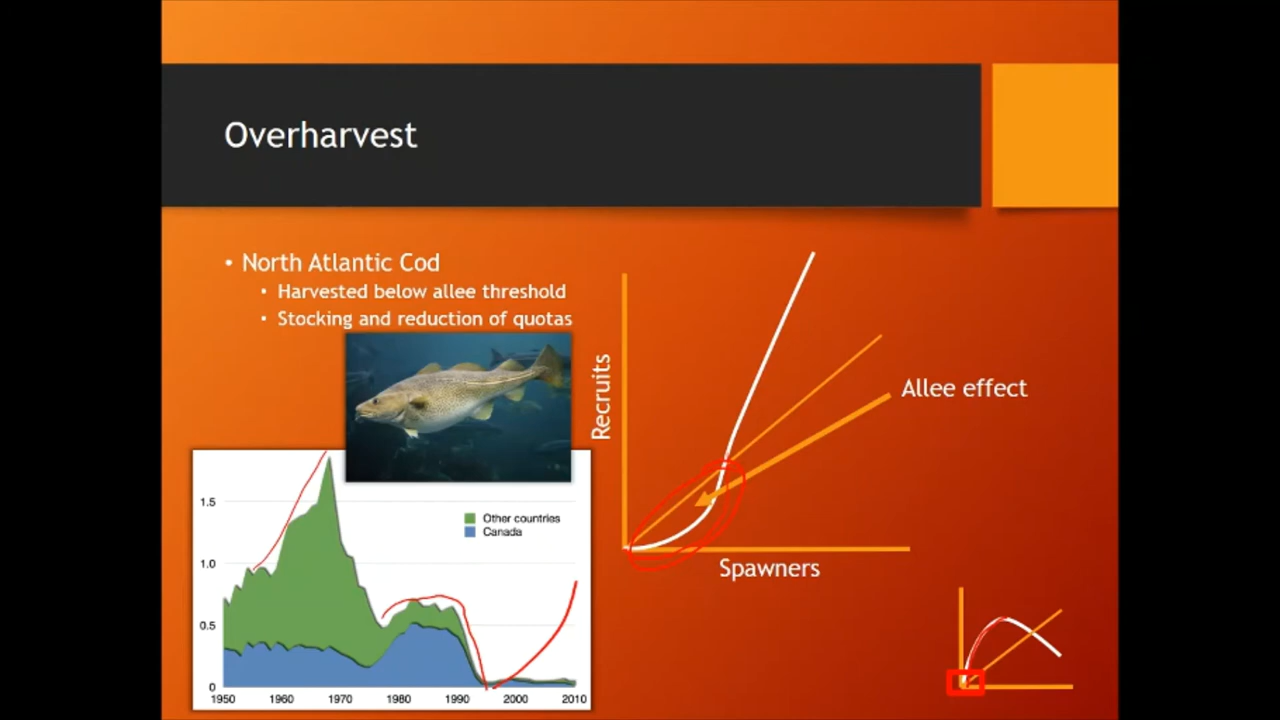 Overharvest
• North Atlantic Cod
• Harvested below allee threshold
• Stocking and reduction of quotas
Recruits
Allee effect
Spawners
Other countries
Canada
1.5
1.0
0.5
0
1950 1960 1970 1980 1990 2000 2010